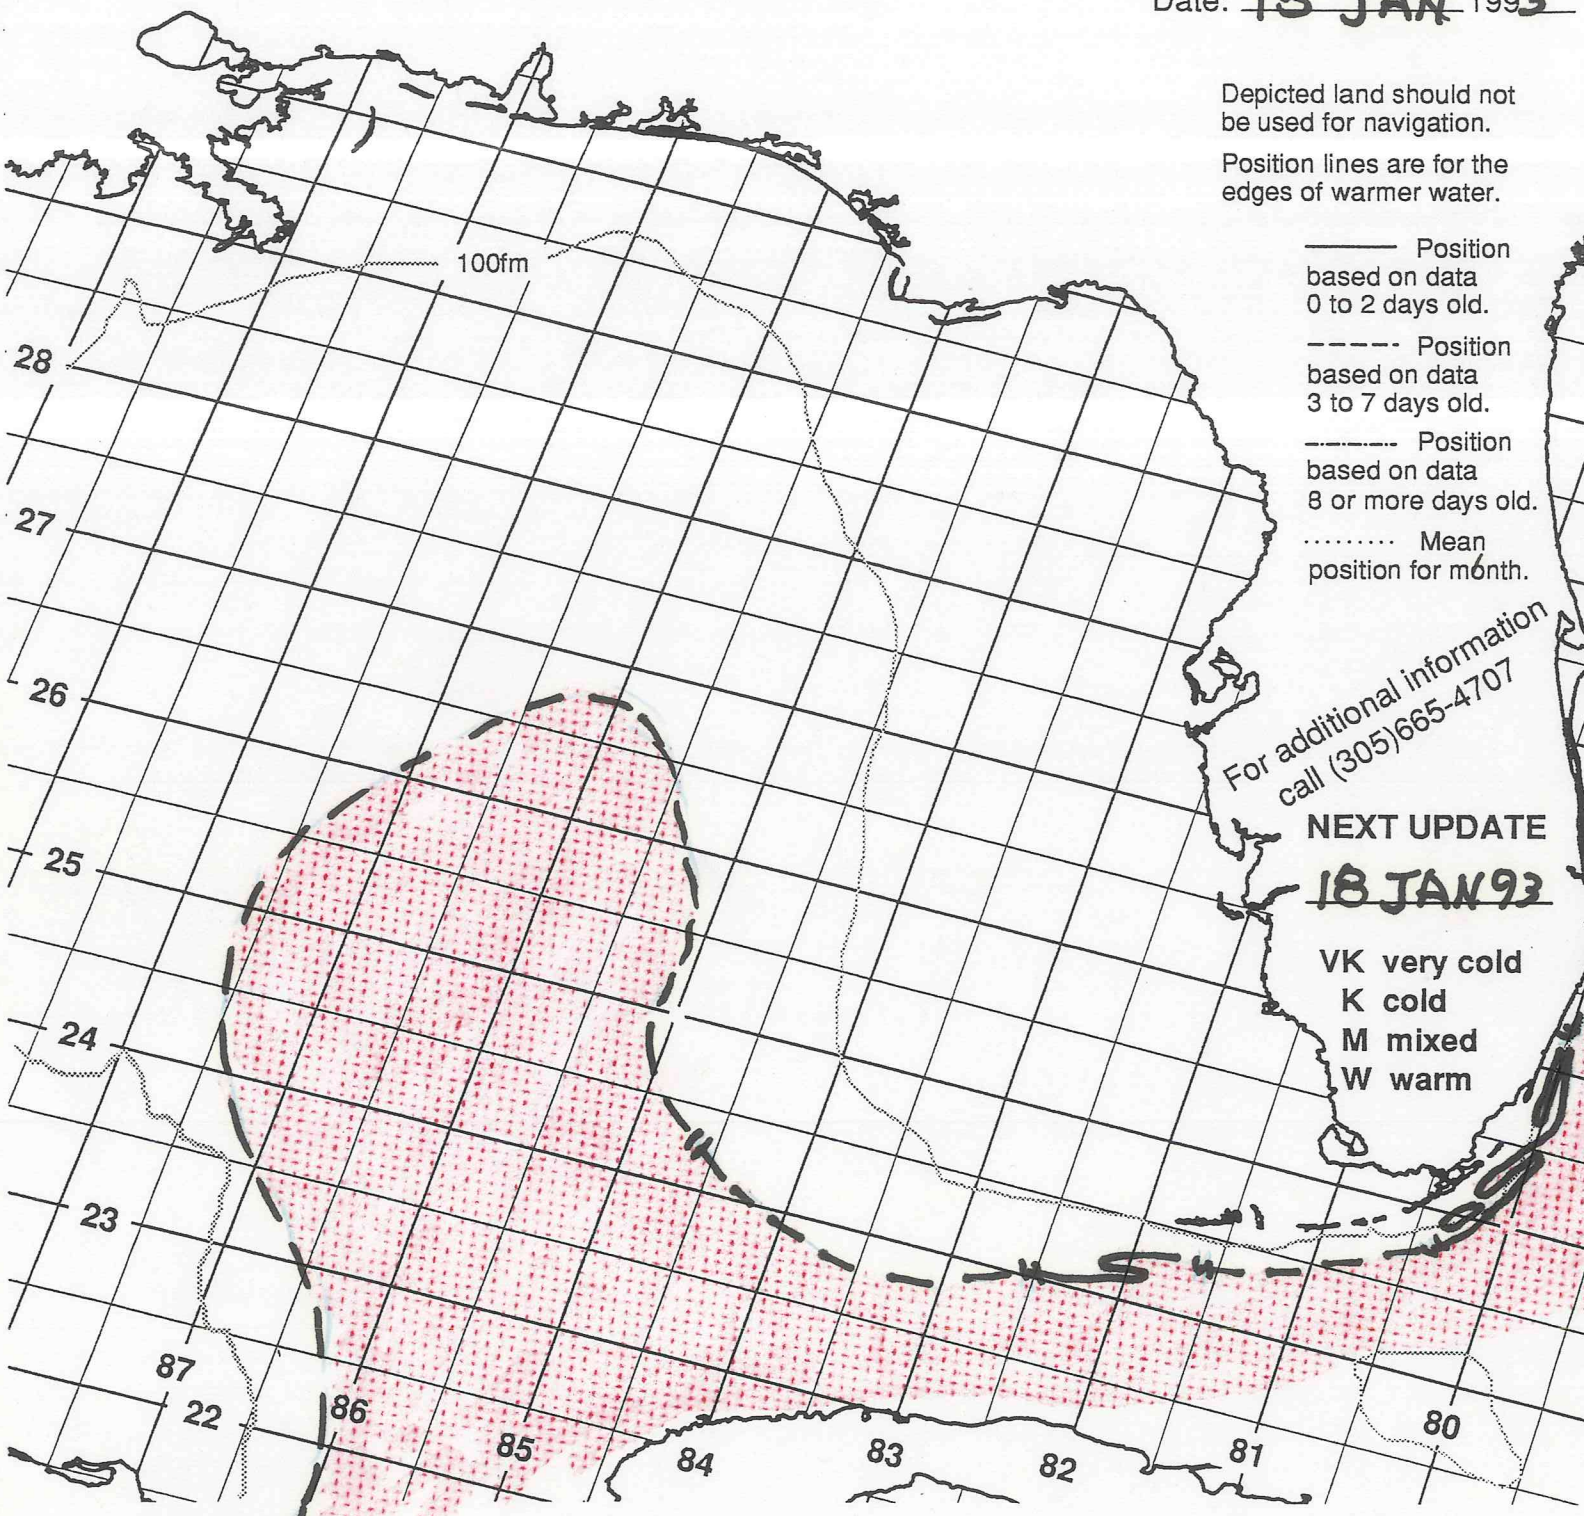 Date: 15 JAN 1993
Depicted land should not
be used for navigation.
Position lines are for the
edges of warmer water.
Position
based on data
0 to 2 days old.
Position
based on data
3 to 7 days old.
Position
based on data
8 or more days old.
Mean
position for month.
For additional information
call (305)665-4707
NEXT UPDATE
18 JAN 93
VK very cold
K cold
M mixed
W warm
100fm
28
27
26
25
24
23
22
87
86
85
84
83
82
81
80